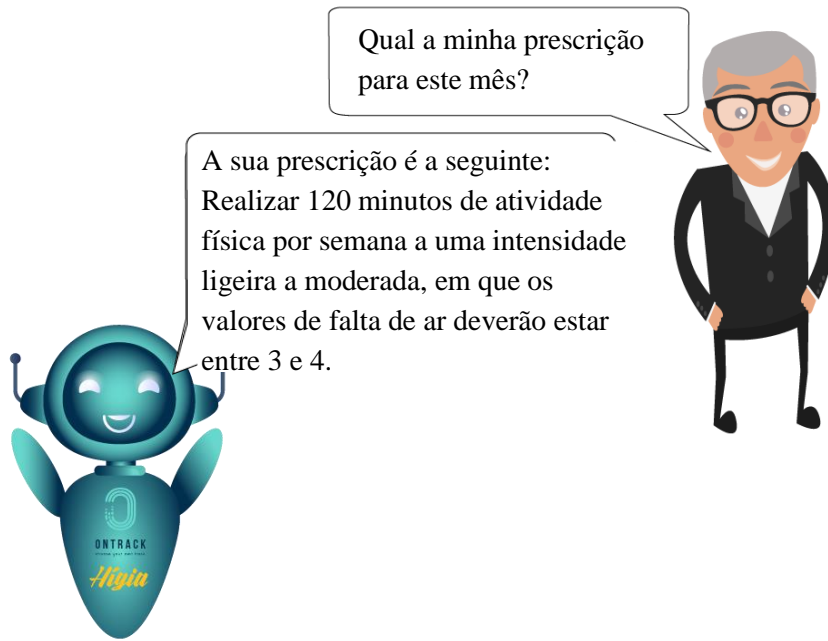 Qual a minha prescrição
para este mês?
A sua prescrição é a seguinte:
Realizar 120 minutos de atividade
física por semana a uma intensidade
ligeira a moderada, em que os
valores de falta de ar deverão estar
entre 3 e 4.
ONTRACK
Hígia